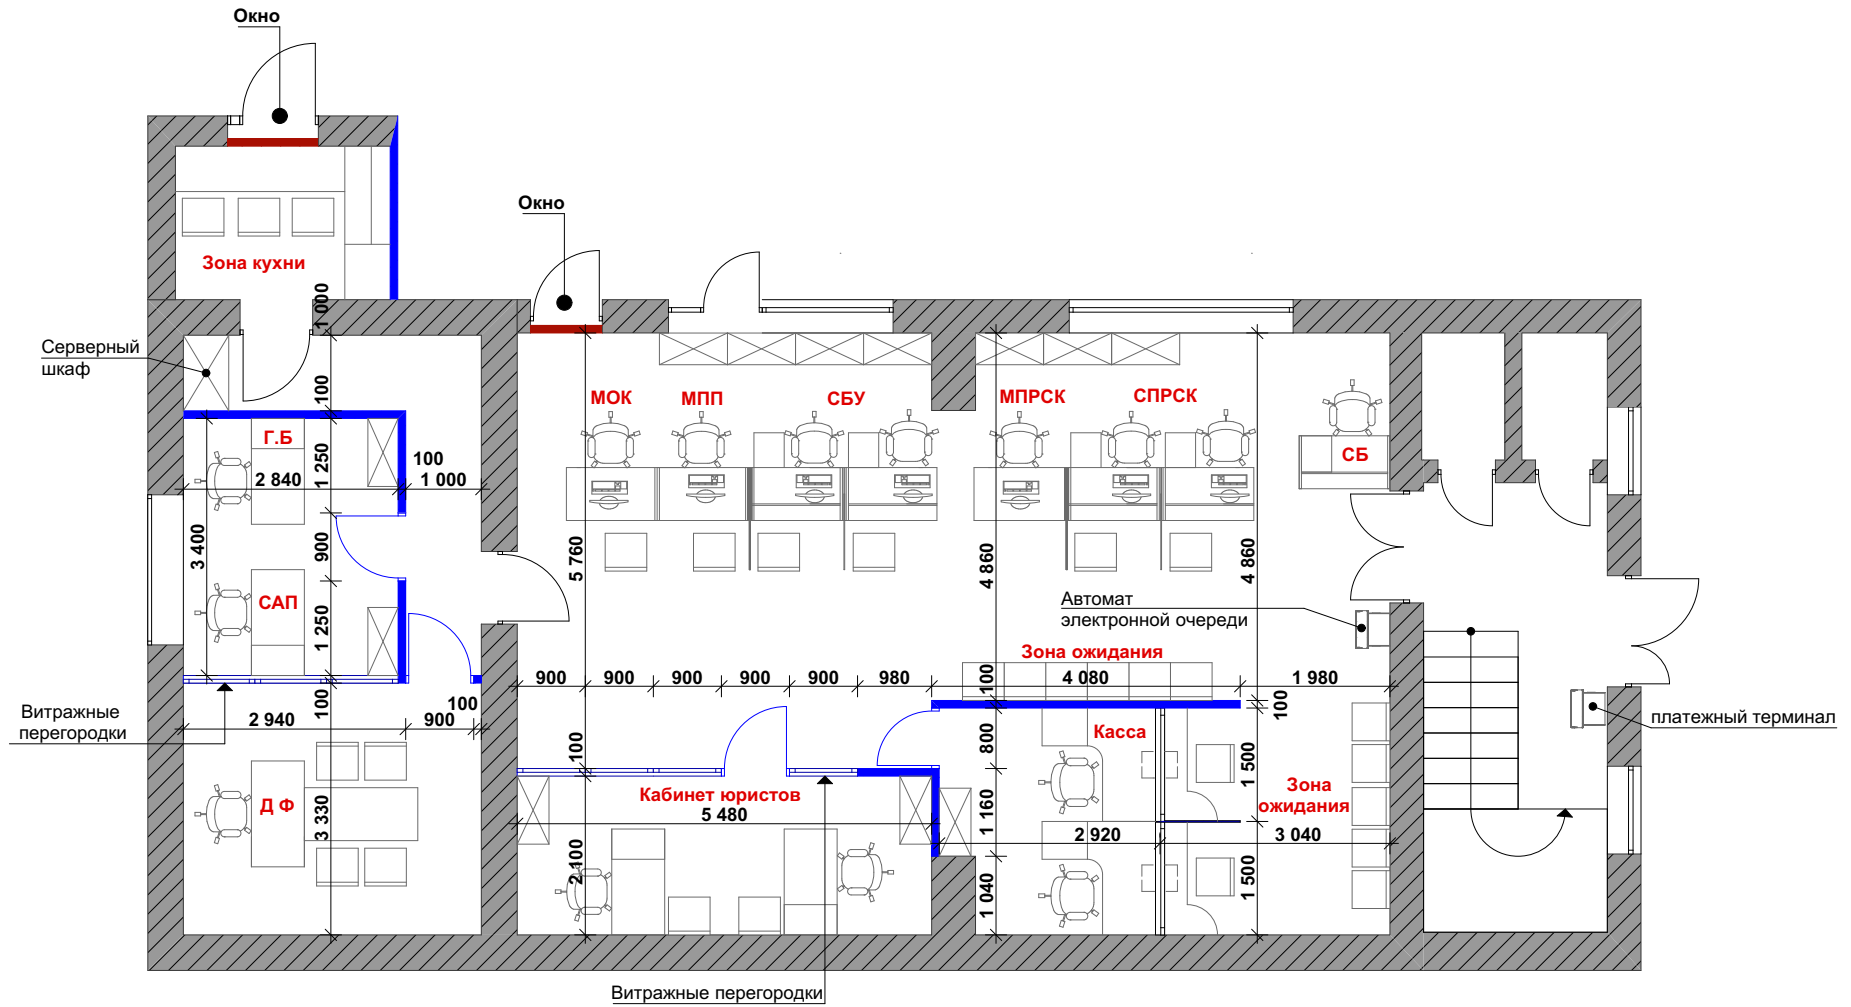 Окно
Окно
Зона кухни
1 000
Серверный
шкаф
100
МОК
МПП
СБУ
МПРСК
СПРСК
Г.Б
СБ
1 250
100
2 840
1 000
3 400
900
5 760
4 860
4 860
САП
1 250
Автомат
электронной очереди
Зона ожидания
900
900
900
900
900
980
100
4 080
1 980
100
100
100
Витражные
перегородки
2 940
900
платежный терминал
Касса
800
100
1 500
Зона
ожидания
Кабинет юристов
5 480
Д Ф
3 330
1 160
2 920
3 040
2 100
1 040
1 500
Витражные перегородки